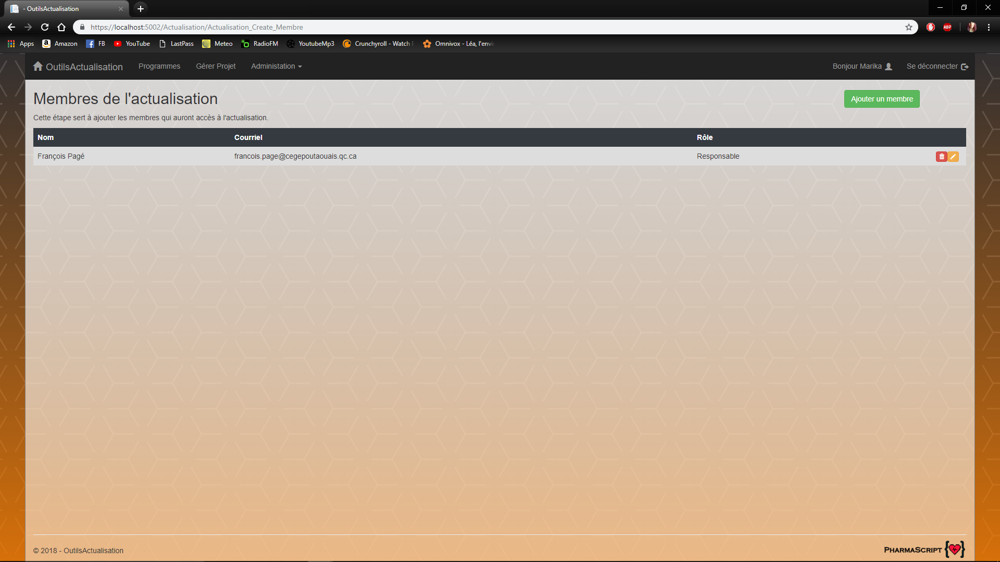 - OutilsActualisation
https://localhost:5002/Actualisation/Actualisation_Create_Membre
ABP
Apps Amazon FB YouTube LastPass Meteo RadioFM YoutubeMp3 Crunchyroll - Watch Omnivox - Léa, l'envi
OutilsActualisation Programmes Gérer Projet Administation Bonjour Marika Se déconnecter
Membres de l'actualisation
Ajouter un membre
Cette étape sert à ajouter les membres qui auront accès à l'actualisation.
Nom Courriel Rôle
François Pagé francois.page@cegepoutaouais.qc.ca Responsable
© 2018 - OutilsActualisation
PharmaScript